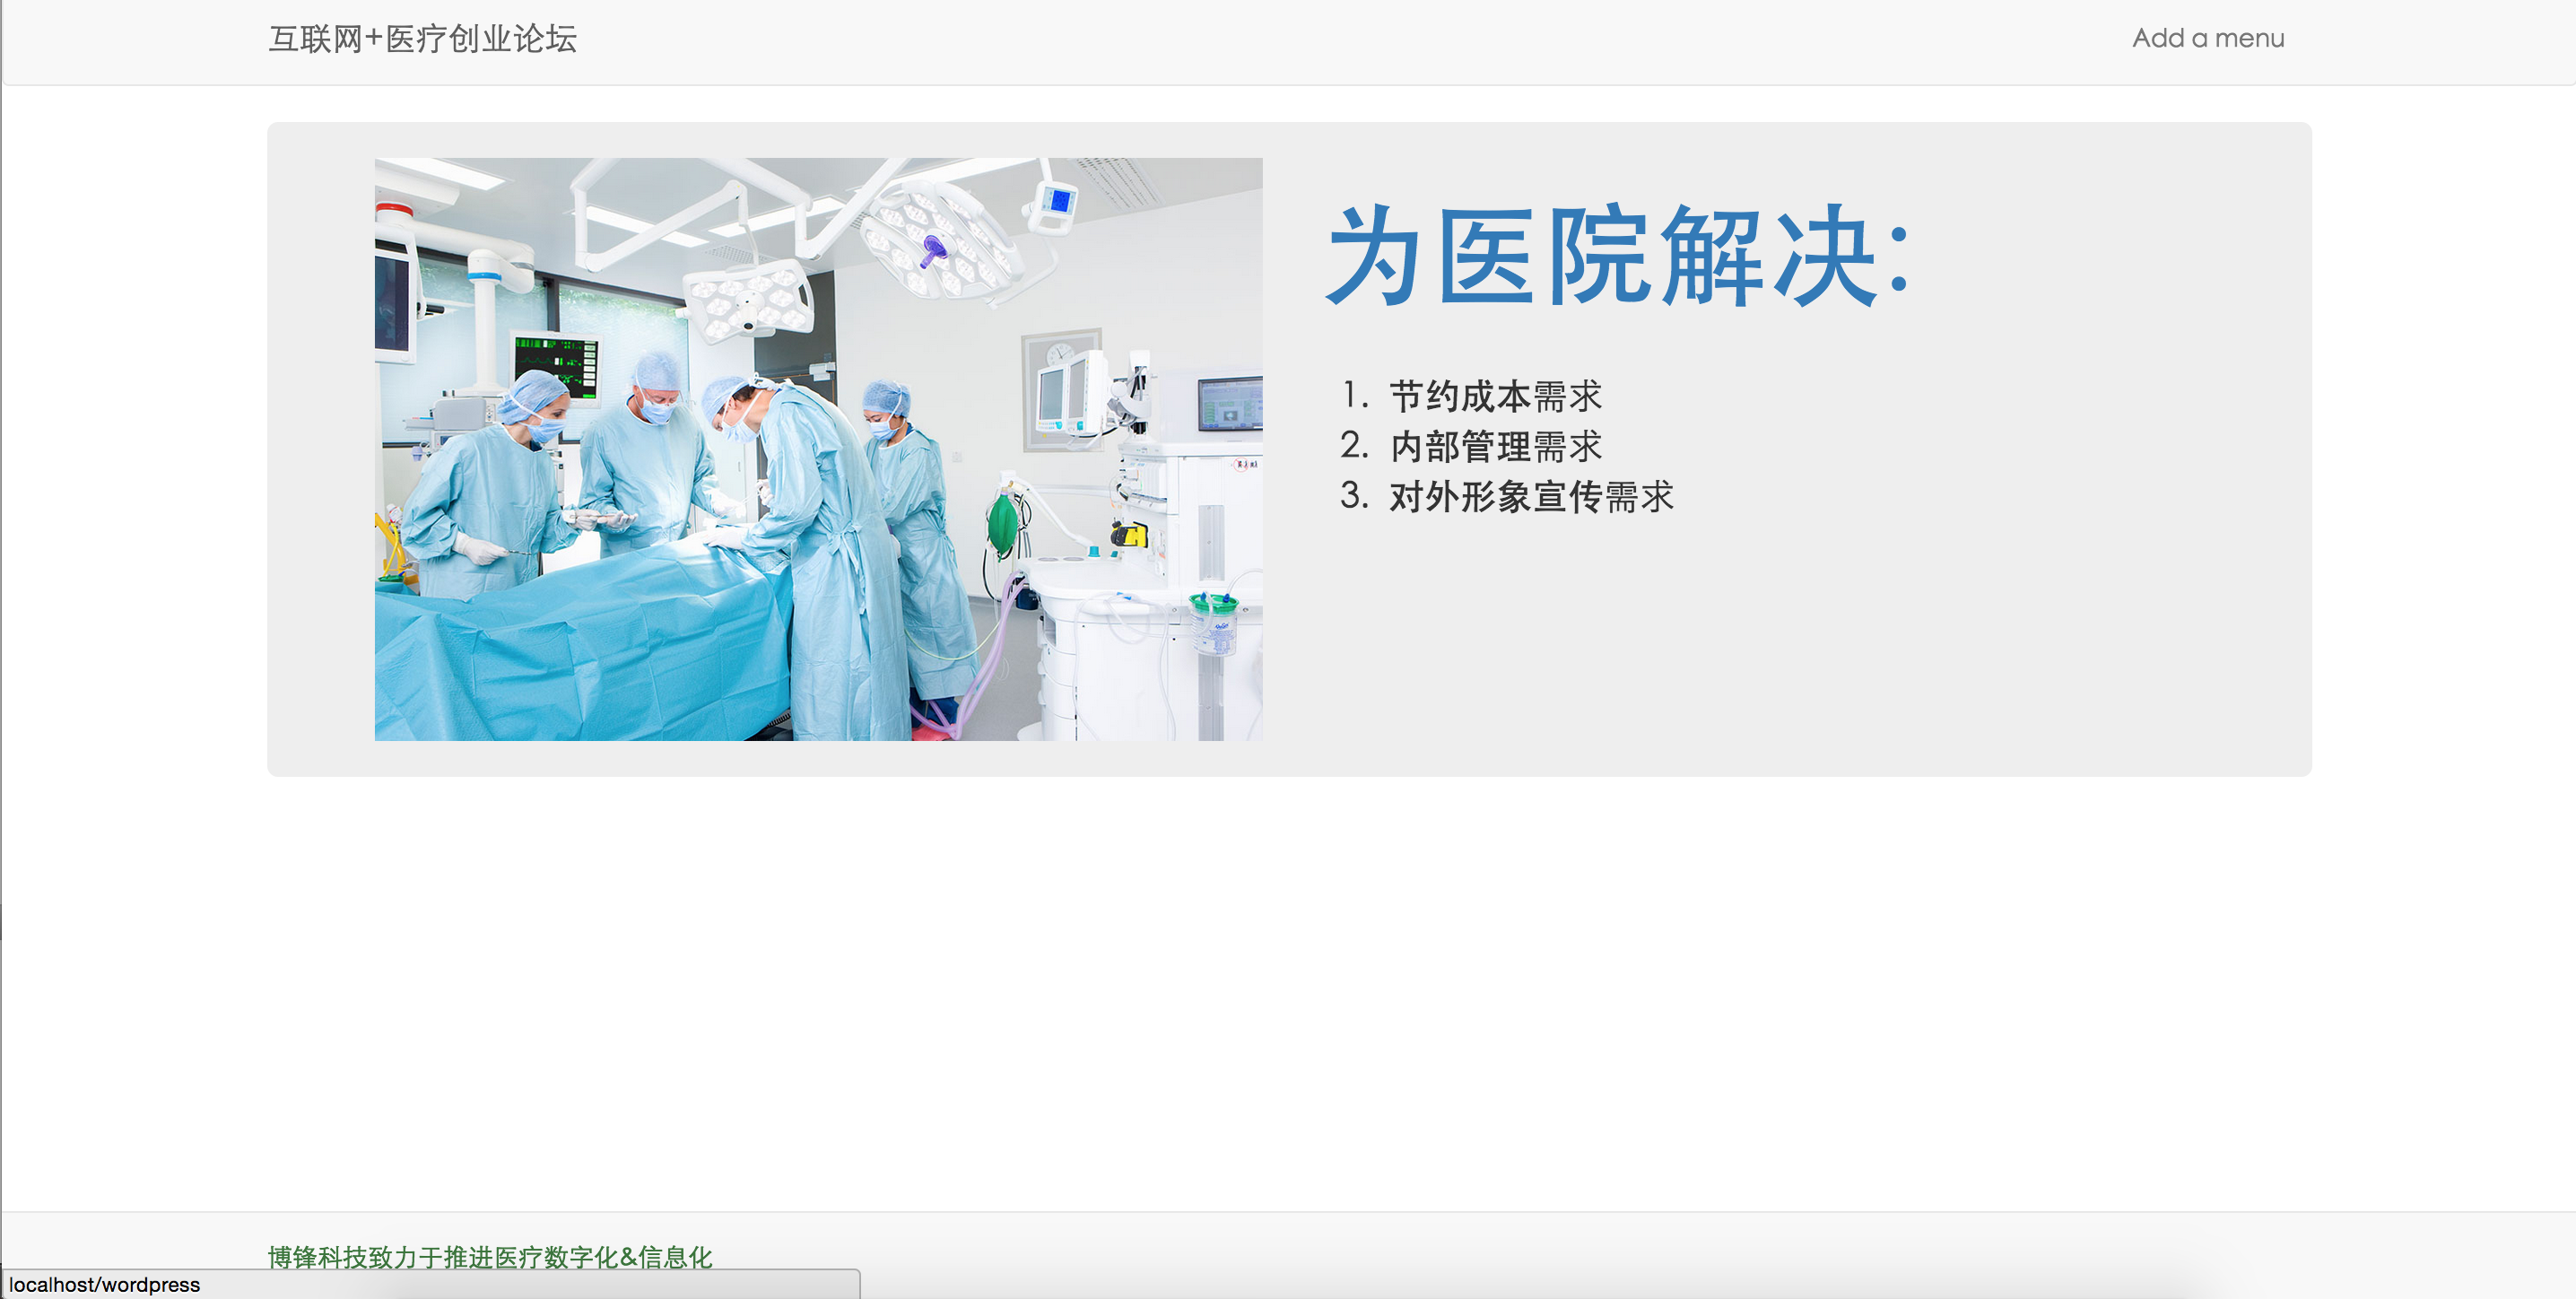 互联网+医疗创业论坛
Add a menu
为医院解决:
1. 节约成本需求
2. 内部管理需求
3. 对外形象宣传需求
博锋科技致力于推进医疗数字化&信息化
localhost/wordpress